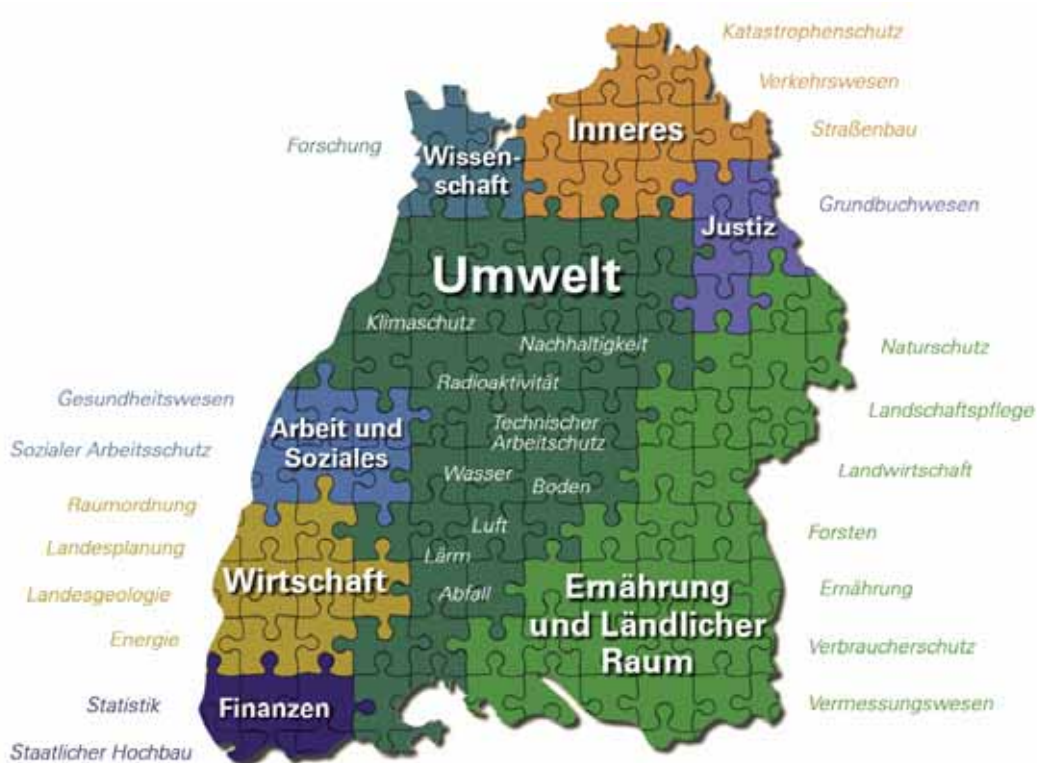 Katastrophenschutz
Verkehrswesen
Straßenbau
Inneres
Forschung
Wissen-
schaft
Grundbuchwesen
Justiz
Umwelt
Klimaschutz
Nachhaltigkeit
Naturschutz
Radioaktivität
Gesundheitswesen
Landschaftspflege
Arbeit und
Soziales
Technischer
Arbeitschutz
Sozialer Arbeitsschutz
Wasser
Boden
Landwirtschaft
Raumordnung
Luft
Forsten
Landesplanung
Lärm
Wirtschaft
Abfall
Ernährung
und Ländlicher
Raum
Ernährung
Landesgeologie
Energie
Verbraucherschutz
Statistik
Finanzen
Vermessungswesen
Staatlicher Hochbau